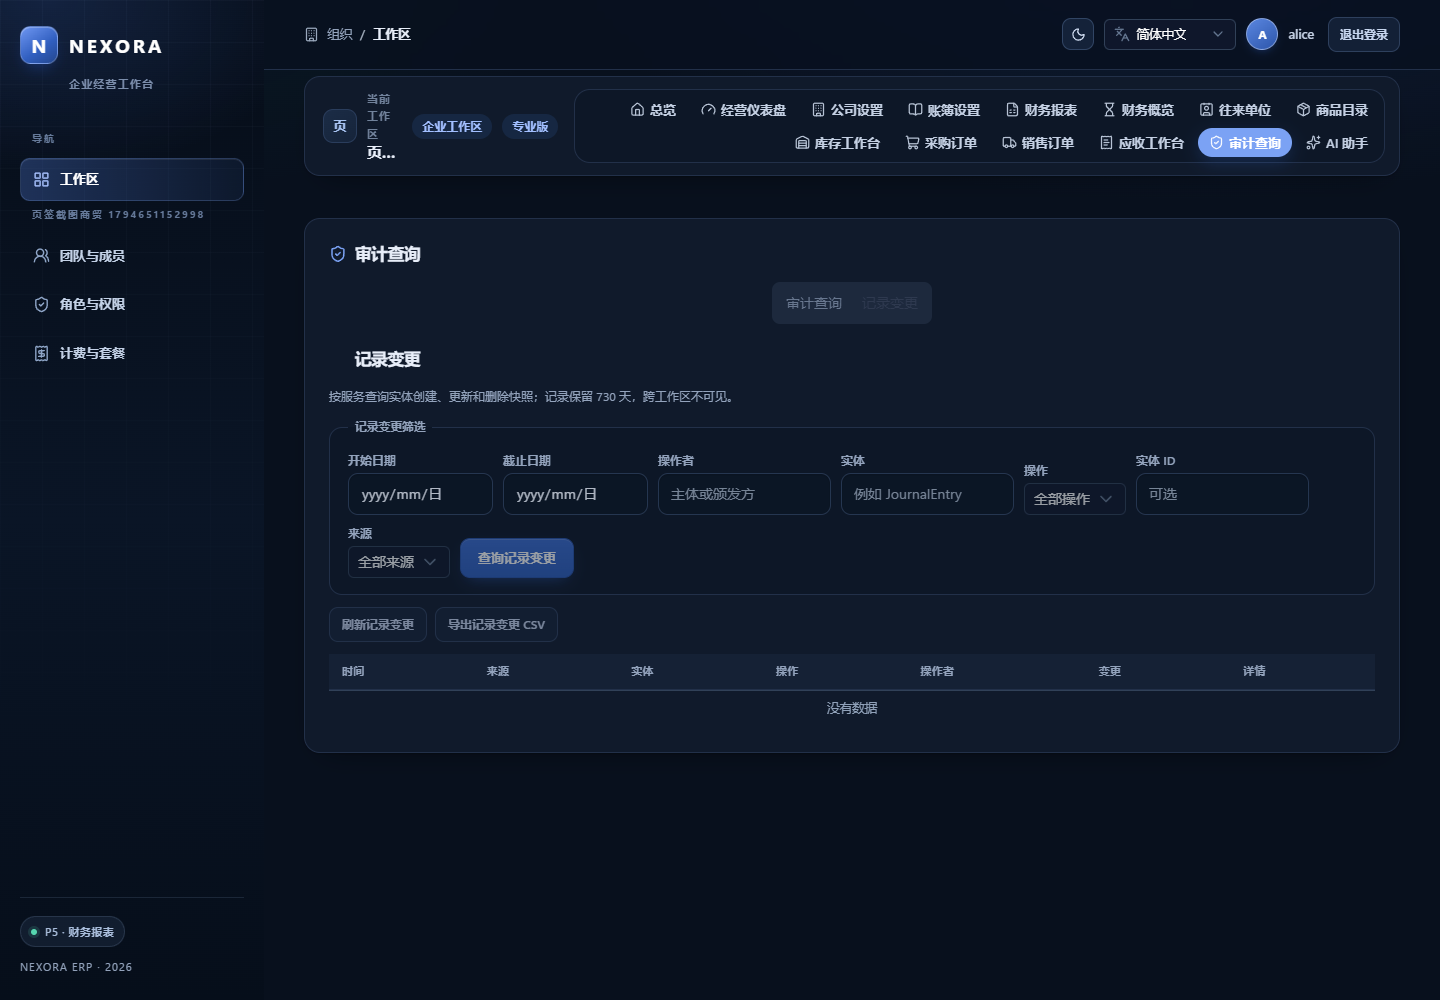 N NEXORA
企业经营工作台
导航
工作区
页签截图商贸 1794651152998
团队与成员
角色与权限
计费与套餐
P5 · 财务报表
NEXORA ERP · 2026
组织 / 工作区
简体中文
A
alice
退出登录
页
当前工作区
页...
企业工作区
专业版
总览
经营仪表盘
公司设置
账簿设置
财务报表
财务概览
往来单位
商品目录
库存工作台
采购订单
销售订单
应收工作台
审计查询
AI 助手
审计查询
审计查询
记录变更
记录变更
按服务查询实体创建、更新和删除快照；记录保留 730 天，跨工作区不可见。
记录变更筛选
开始日期
yyyy/mm/日
截止日期
yyyy/mm/日
操作者
主体或颁发方
实体
例如 JournalEntry
操作
全部操作
实体 ID
可选
来源
全部来源
查询记录变更
刷新记录变更
导出记录变更 CSV
时间 来源 实体 操作 操作者 变更 详情
没有数据